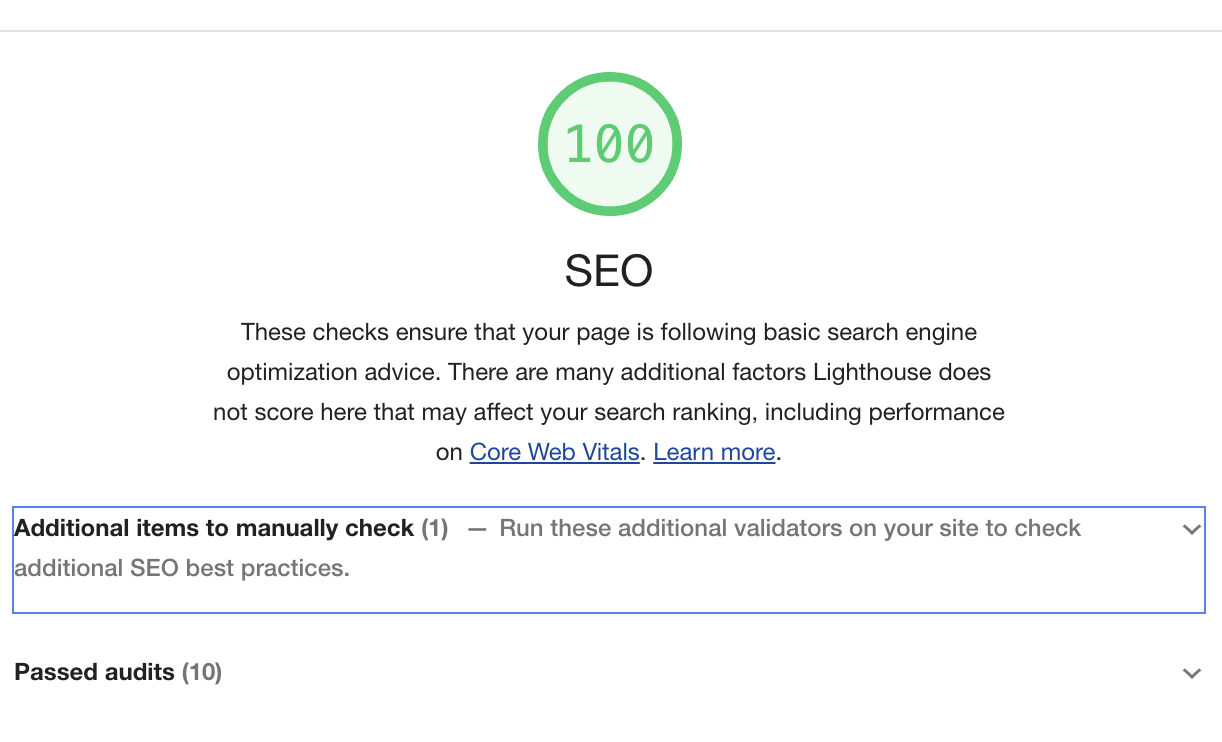 100
SEO
These checks ensure that your page is following basic search engine
optimization advice. There are many additional factors Lighthouse does
not score here that may affect your search ranking, including performance
on Core Web Vitals. Learn more.
Additional items to manually check (1) — Run these additional validators on your site to check
additional SEO best practices.
Passed audits (10)